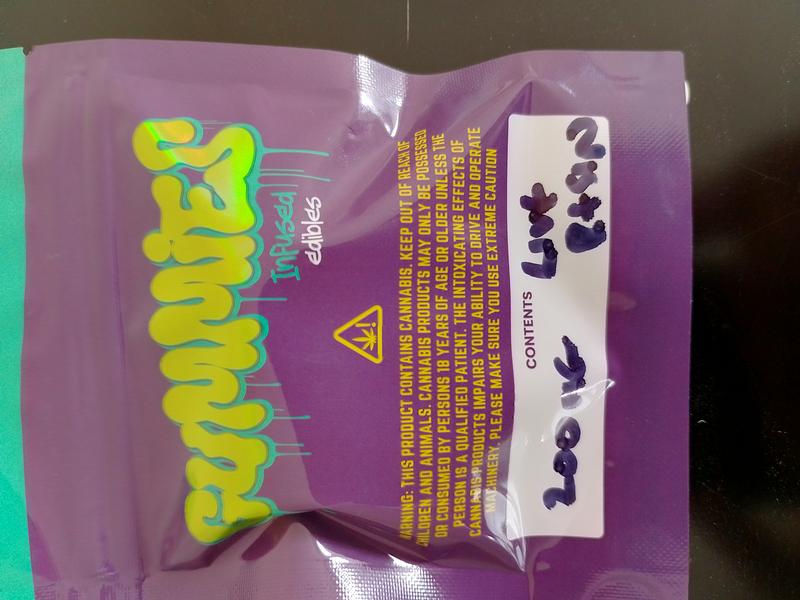 GUMMiES
Infused
edibles
WARNING: THIS PRODUCT CONTAINS CANNABIS. KEEP OUT OF REACH OF
CHILDREN AND ANIMALS. CANNABIS PRODUCTS MAY ONLY BE POSSESSED
OR CONSUMED BY PERSONS 18 YEARS OF AGE OR OLDER UNLESS THE
PERSON IS A QUALIFIED PATIENT. THE INTOXICATING EFFECTS OF
CANNABIS PRODUCTS IMPAIRS YOUR ABILITY TO DRIVE AND OPERATE
MACHINERY, PLEASE MAKE SURE YOU USE EXTREME CAUTION
CONTENTS
200